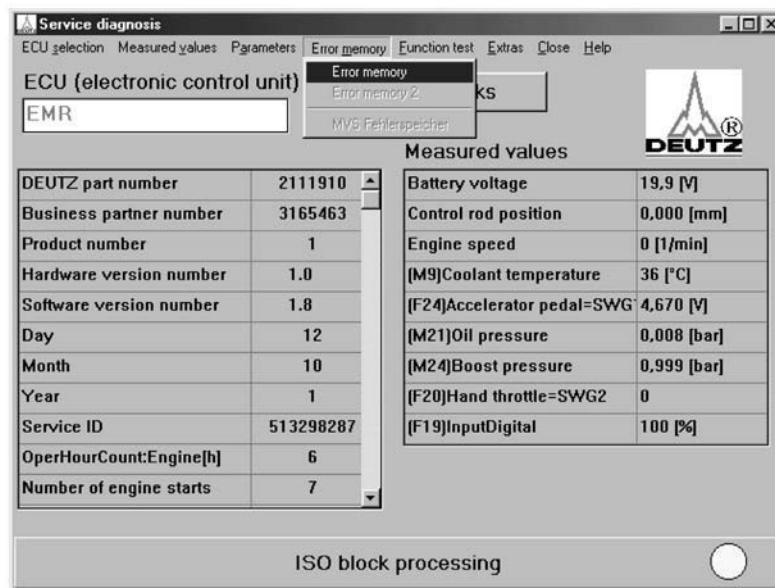 Service diagnosis
ECU selection Measured values Parameters Error memory Function test Extras Close Help
Error memory
Error memory 2
MVS Fehlerspeicher
ECU (electronic control unit)
EMR
ks
DEUTZ ®
Measured values
DEUTZ part number 2111910
Business partner number 3165463
Product number 1
Hardware version number 1.0
Software version number 1.8
Day 12
Month 10
Year 1
Service ID 513298287
OperHourCount:Engine[h] 6
Number of engine starts 7
Battery voltage 19,9 [V]
Control rod position 0,000 [mm]
Engine speed 0 [1/min]
(M9)Coolant temperature 36 [°C]
(F24)Accelerator pedal=SWG 4,670 [V]
(M21)Oil pressure 0,008 [bar]
(M24)Boost pressure 0,999 [bar]
(F20)Hand throttle=SWG2 0
(F19)InputDigital 100 [%]
ISO block processing